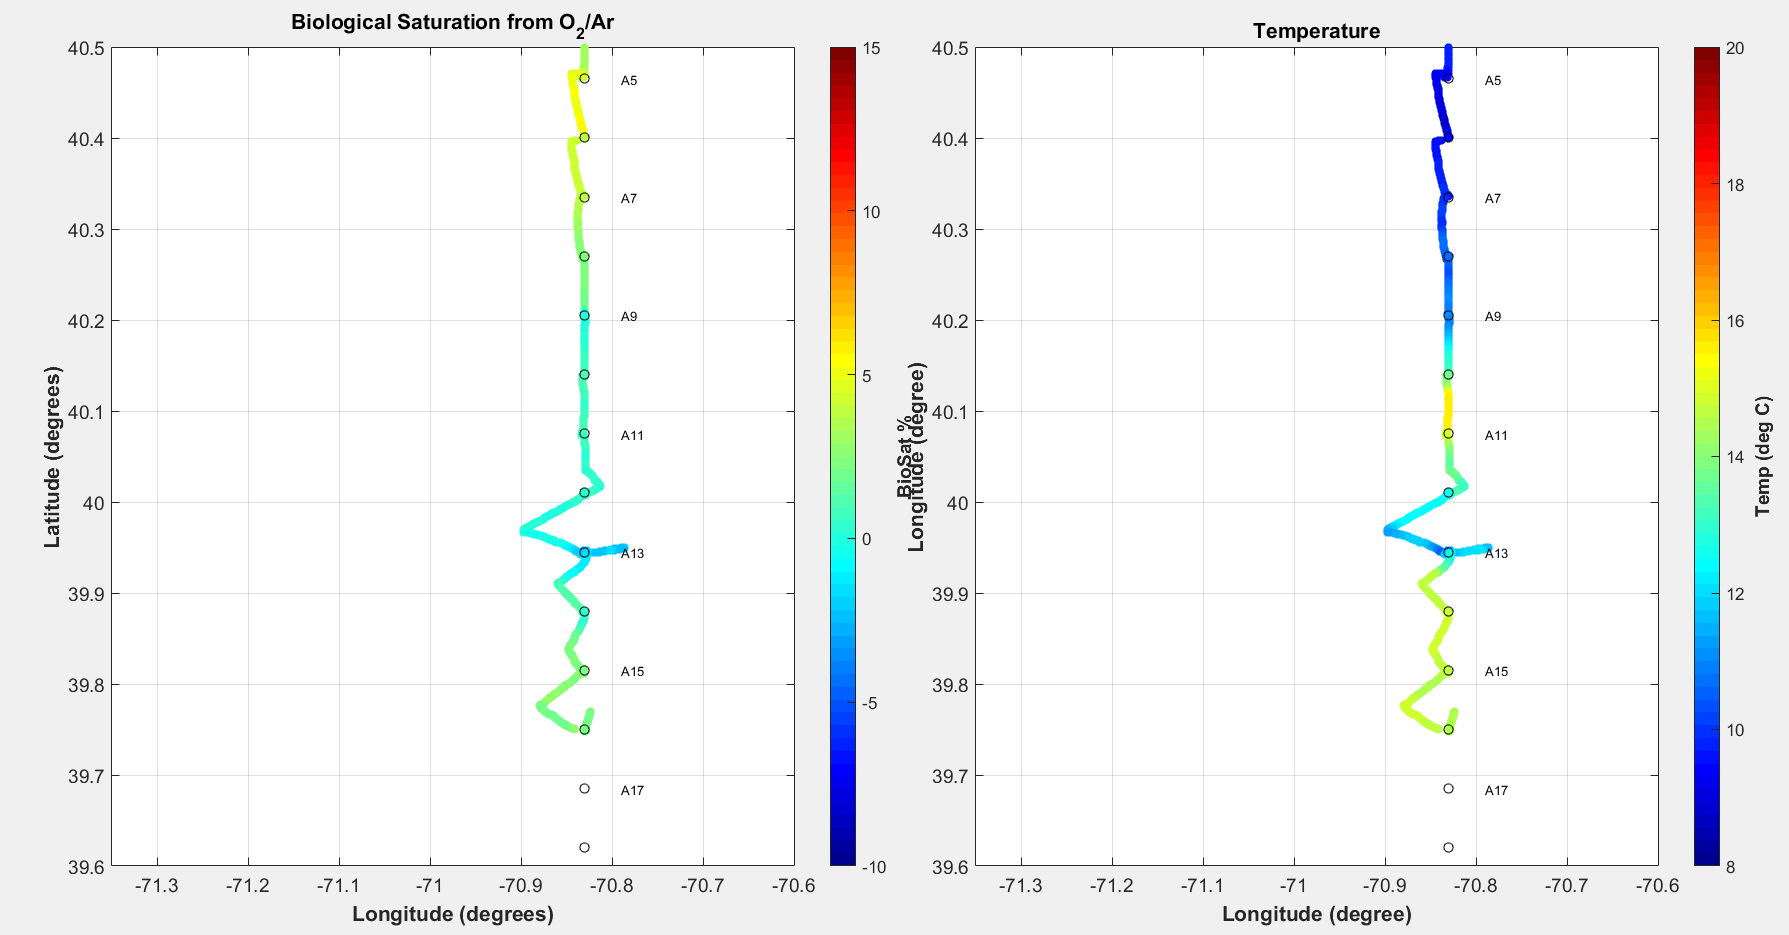 Biological Saturation from O2/Ar
40.5
40.4
40.3
40.2
40.1
40
39.9
39.8
39.7
39.6
Latitude (degrees)
A5
A7
A9
A11
A13
A15
A17
-71.3
-71.2
-71.1
-71
-70.9
-70.8
-70.7
-70.6
Longitude (degrees)
15
10
5
0
-5
-10
BioSat %
Temperature
40.5
40.4
40.3
40.2
40.1
40
39.9
39.8
39.7
39.6
Longitude (degree)
A5
A7
A9
A11
A13
A15
A17
-71.3
-71.2
-71.1
-71
-70.9
-70.8
-70.7
-70.6
Longitude (degree)
20
18
16
14
12
10
8
Temp (deg C)